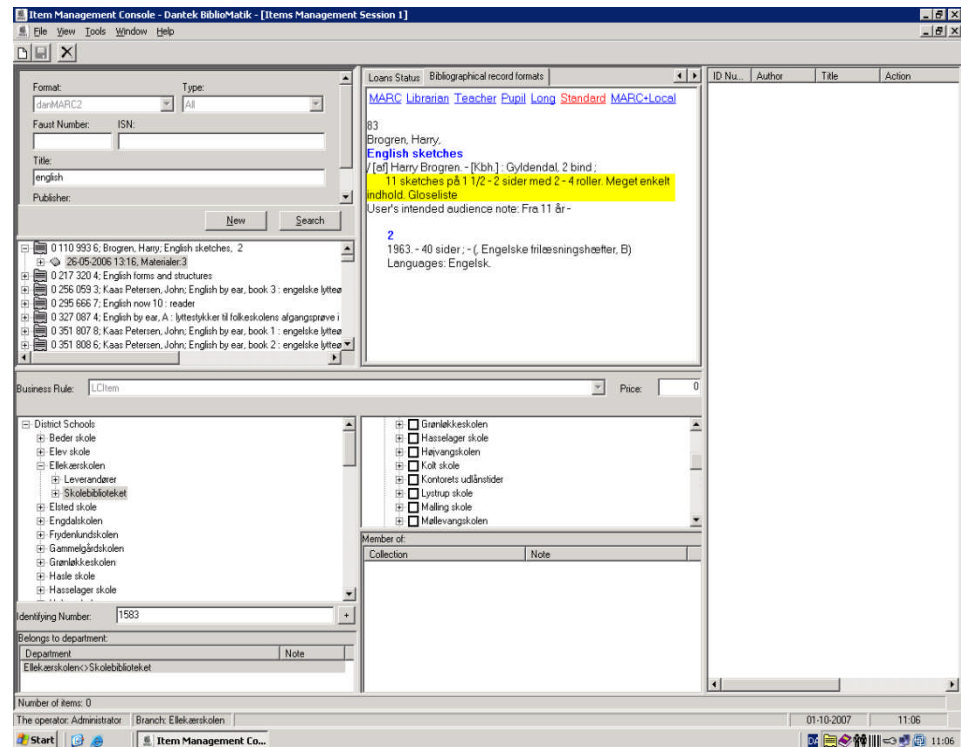 Item Management Console - Dantek BiblioMatik - [Items Management Session 1]
File View Tools Window Help
Format: Type:
danMARC2 All
Faust Number: ISN:
Title:
english
Publisher:
New Search
0 110 993 6; Brogren, Harry; English sketches, 2
26-05-2006 13:16, Materialer:3
0 217 320 4; English forms and structures
0 256 059 3; Kaas Petersen, John; English by ear, book 3 : engelske lytteø
0 295 666 7; English now 10 : reader
0 327 087 4; English by ear, A : lyttestykker til folkeskolens afgangsprøve i
0 351 807 8; Kaas Petersen, John; English by ear, book 1 : engelske lytteø
0 351 808 6; Kaas Petersen, John; English by ear, book 2 : engelske lytteø
Loans Status Bibliographical record formats
MARC Librarian Teacher Pupil Long Standard MARC+Local
83
Brogren, Harry,
English sketches
/ [af] Harry Brogren. - [Kbh.] : Gyldendal, 2 bind ;
11 sketches på 1 1/2 - 2 sider med 2 - 4 roller. Meget enkelt
indhold. Gloseliste
User's intended audience note: Fra 11 år -
2
1963. - 40 sider ; - (, Engelske frilæsningshæfter, B)
Languages: Engelsk.
ID Nu... Author Title Action
Business Rule: LCItem Price: 0
District Schools
Beder skole
Elev skole
Ellekærskolen
Leverandører
Skolebiblioteket
Elsted skole
Engdalskolen
Frydenlundskolen
Gammelgårdskolen
Grønløkkeskolen
Hasle skole
Hasselager skole
Grønløkkeskolen
Hasselager skole
Højvangskolen
Kolt skole
Kontorets udlånstider
Lystrup skole
Malling skole
Møllevangskolen
Member of:
Collection Note
Identifying Number: 1583 +
Belongs to department:
Department Note
Ellekærskolen<>Skolebiblioteket
Number of items: 0
The operator: Administrator Branch: Ellekærskolen 01-10-2007 11:06
Start Item Management Co... DA 11:06